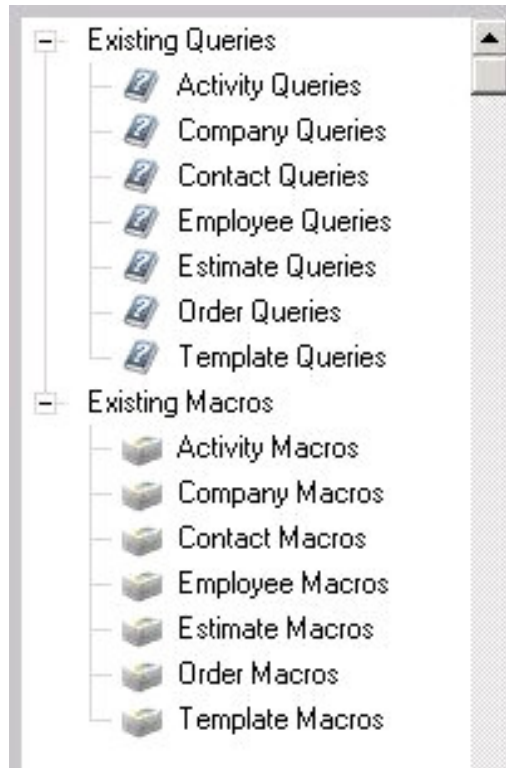 Existing Queries
Activity Queries
Company Queries
Contact Queries
Employee Queries
Estimate Queries
Order Queries
Template Queries
Existing Macros
Activity Macros
Company Macros
Contact Macros
Employee Macros
Estimate Macros
Order Macros
Template Macros